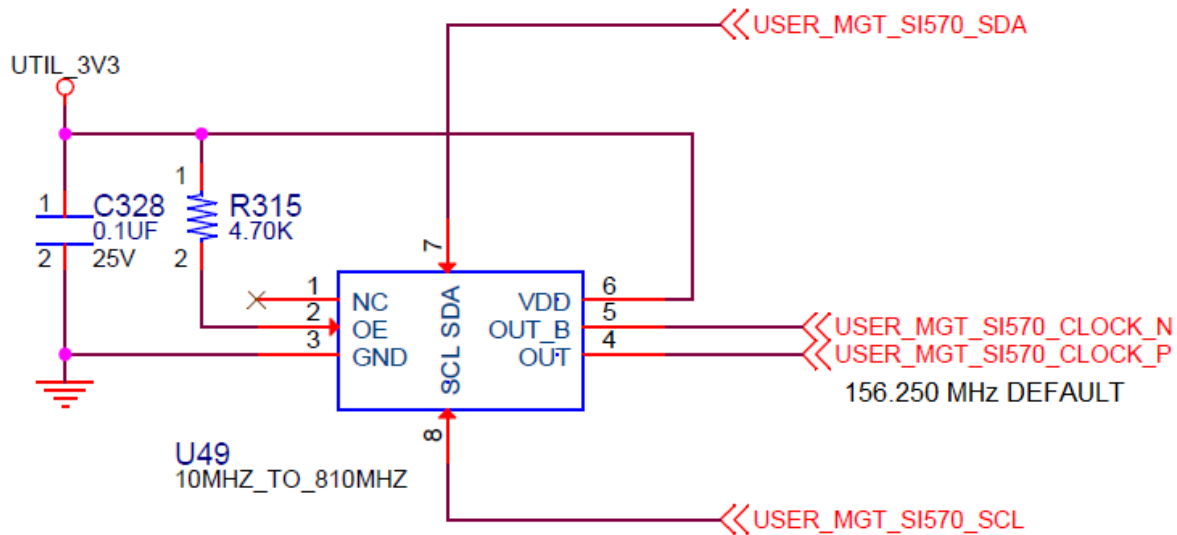 USER_MGT_SI570_SDA
UTIL_3V3
1
C328
0.1UF
25V
2
1
R315
4.70K
2
7
1
NC
2
OE
3
GND
SCL SDA
VDD
6
OUT_B
5
OUT
4
USER_MGT_SI570_CLOCK_N
USER_MGT_SI570_CLOCK_P
156.250 MHz DEFAULT
8
U49
10MHZ_TO_810MHZ
USER_MGT_SI570_SCL